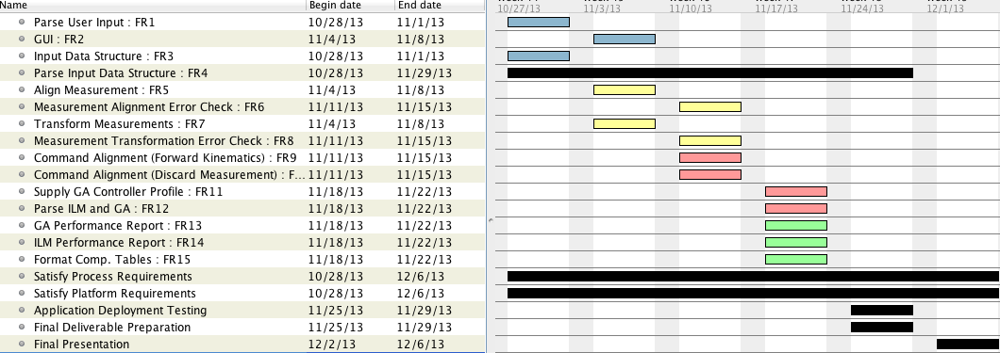 Name Begin date End date
10/27/13 11/3/13 11/10/13 11/17/13 11/24/13 12/1/13
Parse User Input : FR1 10/28/13 11/1/13
GUI : FR2 11/4/13 11/8/13
Input Data Structure : FR3 10/28/13 11/1/13
Parse Input Data Structure : FR4 10/28/13 11/29/13
Align Measurement : FR5 11/4/13 11/8/13
Measurement Alignment Error Check : FR6 11/11/13 11/15/13
Transform Measurements : FR7 11/4/13 11/8/13
Measurement Transformation Error Check : FR8 11/11/13 11/15/13
Command Alignment (Forward Kinematics) : FR9 11/11/13 11/15/13
Command Alignment (Discard Measurement) : F... 11/11/13 11/15/13
Supply GA Controller Profile : FR11 11/18/13 11/22/13
Parse ILM and GA : FR12 11/18/13 11/22/13
GA Performance Report : FR13 11/18/13 11/22/13
ILM Performance Report : FR14 11/18/13 11/22/13
Format Comp. Tables : FR15 11/18/13 11/22/13
Satisfy Process Requirements 10/28/13 12/6/13
Satisfy Platform Requirements 10/28/13 12/6/13
Application Deployment Testing 11/25/13 11/29/13
Final Deliverable Preparation 11/25/13 11/29/13
Final Presentation 12/2/13 12/6/13